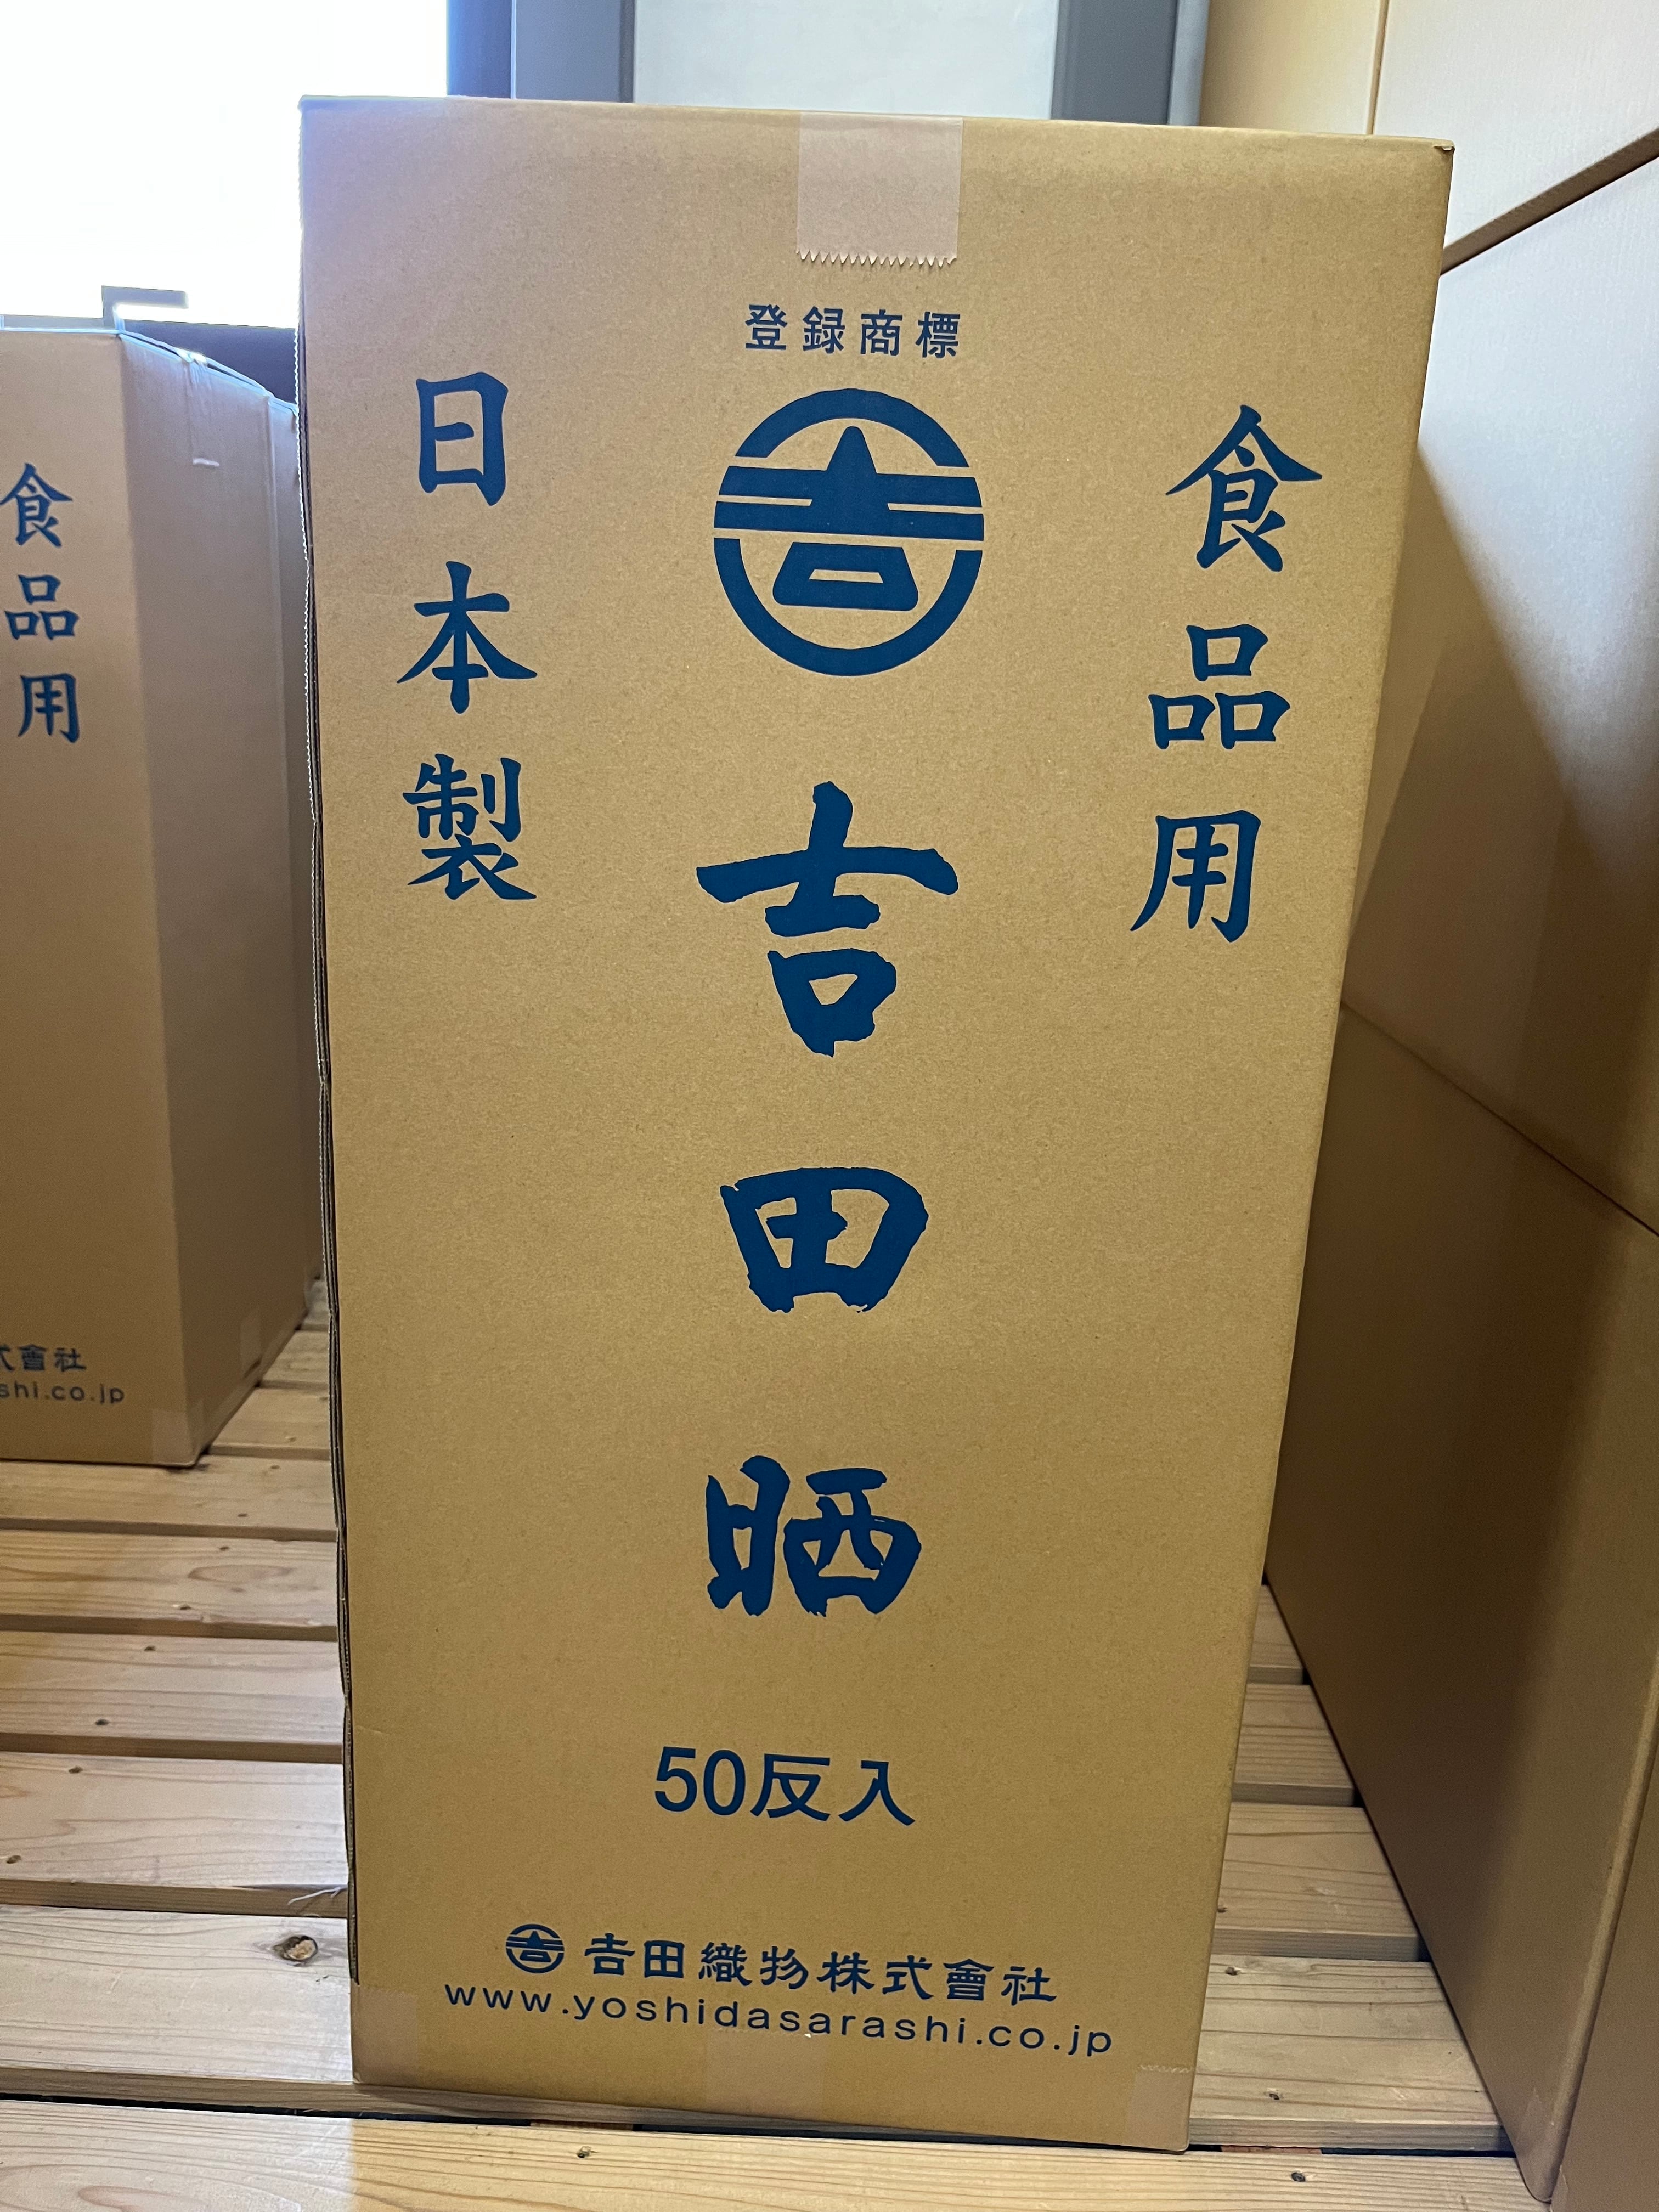 登録商標
食品用
吉
吉田晒
日本製
50反入
吉 吉田織物株式會社
www.yoshidasarashi.co.jp
食品用
式會社
shi.co.jp